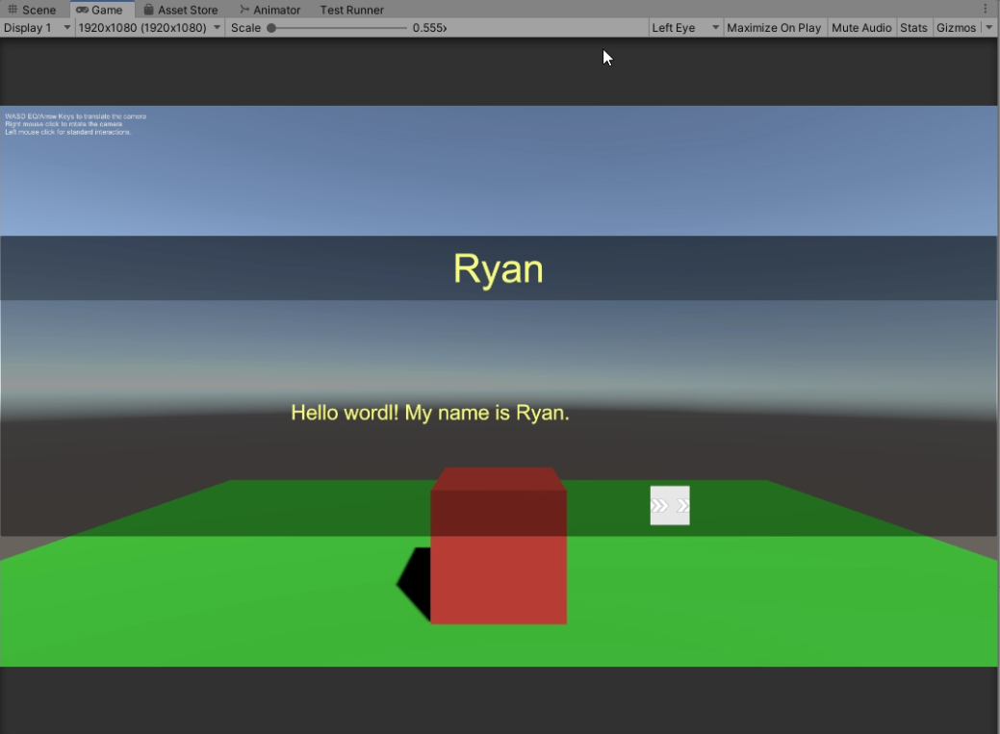 Scene Game Asset Store Animator Test Runner
Display 1 1920x1080 (1920x1080) Scale 0.555x Left Eye Maximize On Play Mute Audio Stats Gizmos
WASD EQ/Arrow Keys to translate the camera
Right mouse click to rotate the camera
Left mouse click for standard interactions.
Ryan
Hello wordl! My name is Ryan.